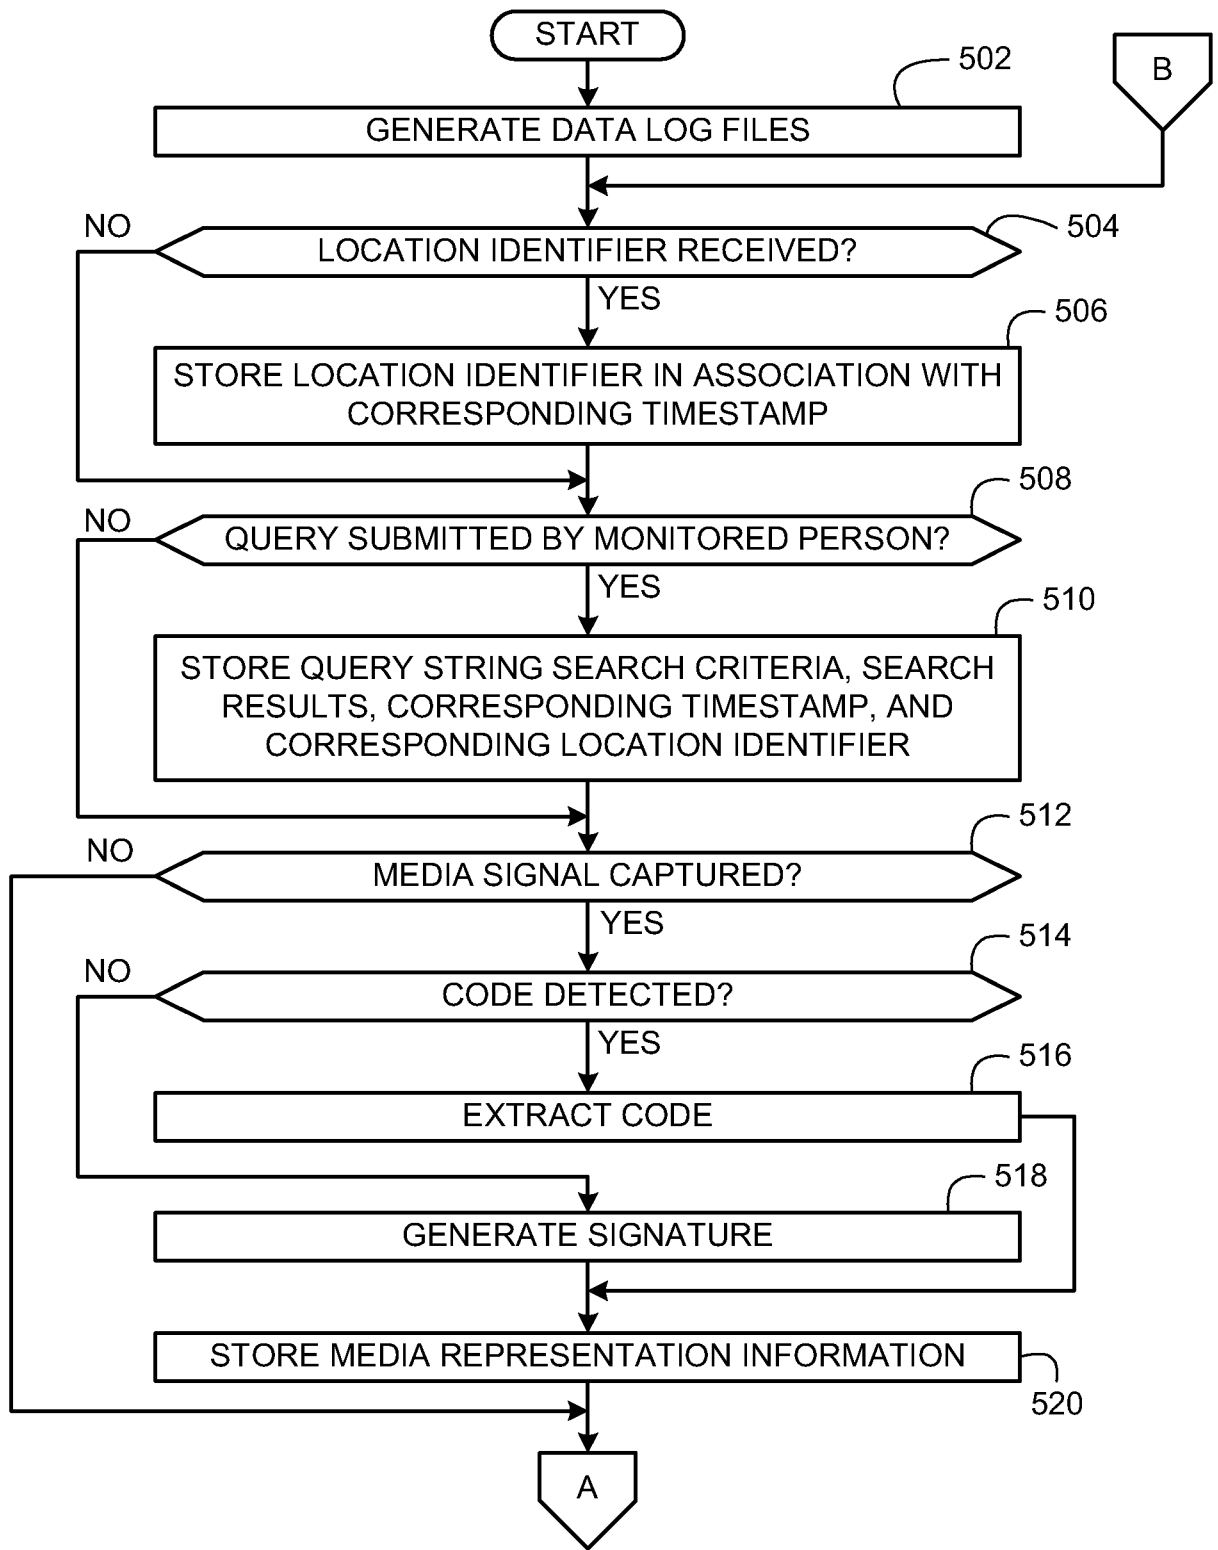 START
502
B
GENERATE DATA LOG FILES
NO
504
LOCATION IDENTIFIER RECEIVED?
YES
506
STORE LOCATION IDENTIFIER IN ASSOCIATION WITH
CORRESPONDING TIMESTAMP
508
NO
QUERY SUBMITTED BY MONITORED PERSON?
YES
510
STORE QUERY STRING SEARCH CRITERIA, SEARCH
RESULTS, CORRESPONDING TIMESTAMP, AND
CORRESPONDING LOCATION IDENTIFIER
512
NO
MEDIA SIGNAL CAPTURED?
YES
514
NO
CODE DETECTED?
YES
516
EXTRACT CODE
518
GENERATE SIGNATURE
STORE MEDIA REPRESENTATION INFORMATION
520
A